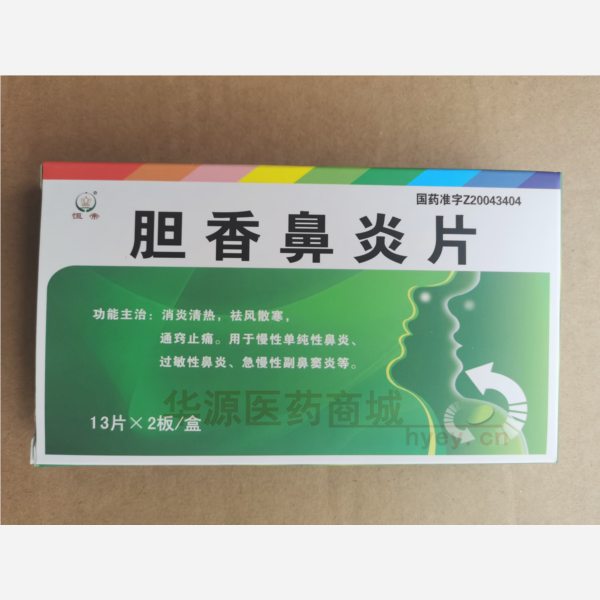 国药准字Z20043404
恒帝
胆香鼻炎片
功能主治：消炎清热，祛风散寒，
通窍止痛。用于慢性单纯性鼻炎、
过敏性鼻炎、急慢性副鼻窦炎等。
华源医药商城
13片×2板/盒
hyey.cn